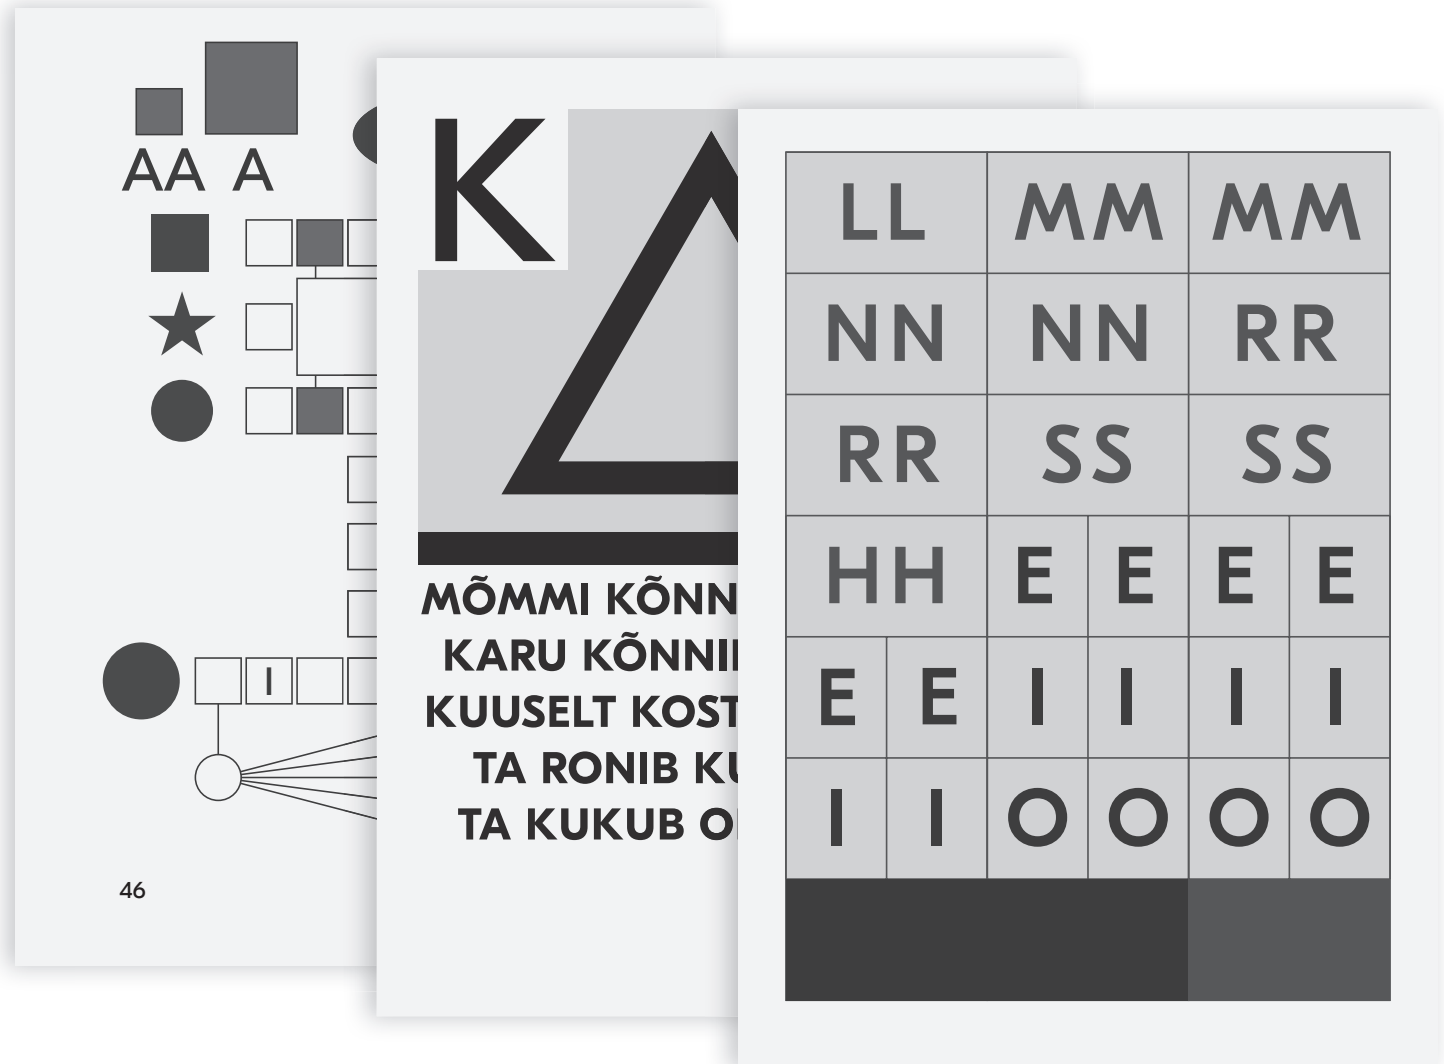 AA A
I
46
K
MÕMMI KÕNN
KARU KÕNNI
KUUSELT KOST
TA RONIB KU
TA KUKUB O
LL MM MM
NN NN RR
RR SS SS
HH E E E E
E E I I I I
I I O O O O